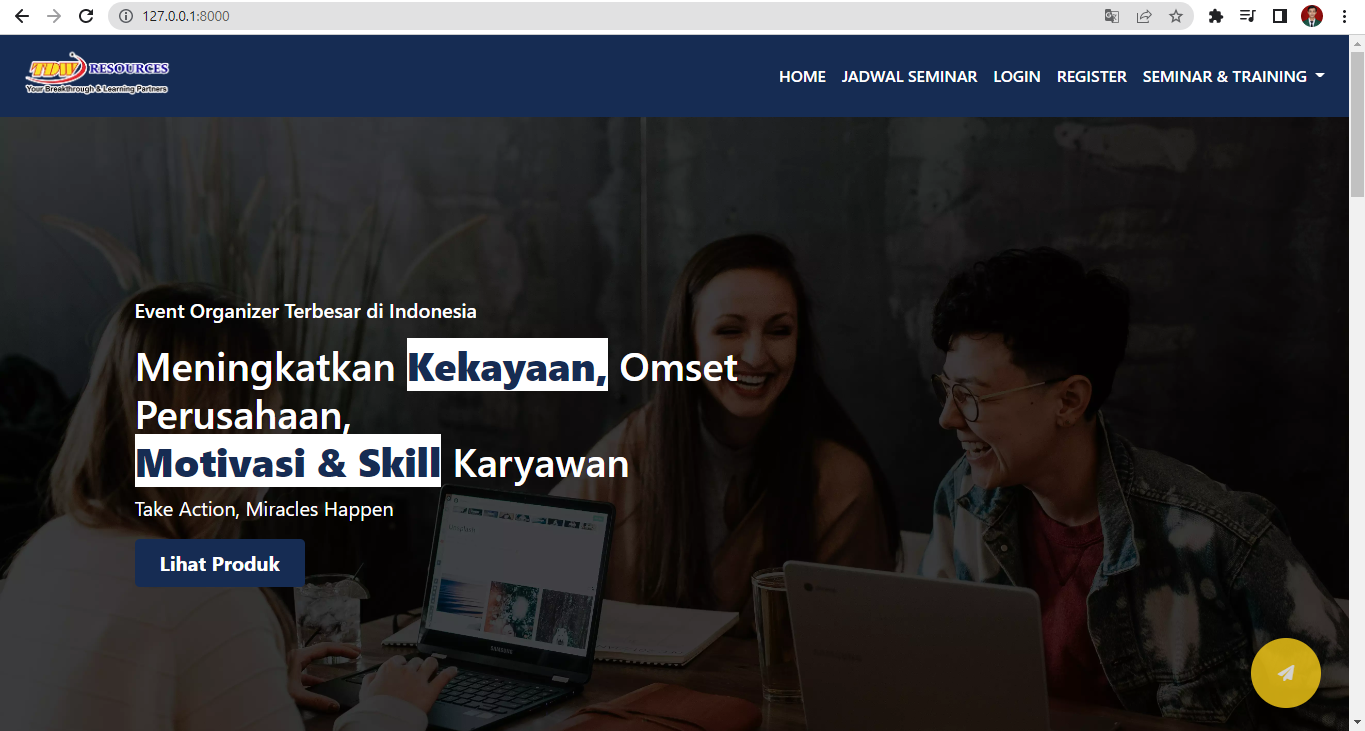 127.0.0.1:8000
TDW RESOURCES
Your Breakthrough & Learning Partners
HOME JADWAL SEMINAR LOGIN REGISTER SEMINAR & TRAINING
Event Organizer Terbesar di Indonesia
Meningkatkan Kekayaan, Omset
Perusahaan,
Motivasi & Skill Karyawan
Take Action, Miracles Happen
Lihat Produk
SAMSUNG